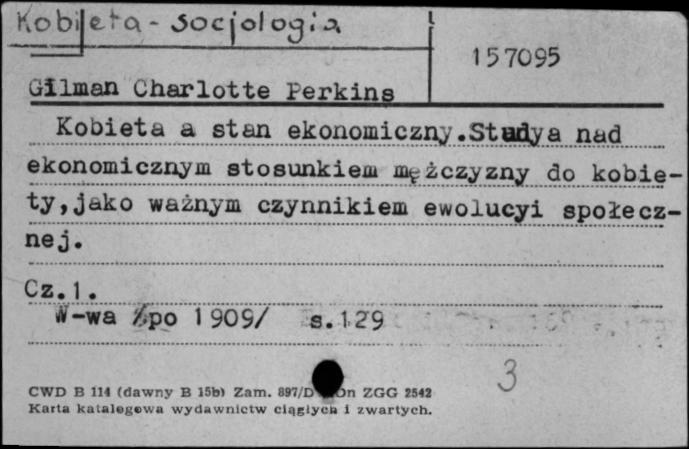 Kobieta - socjologia
157095
Gilman Charlotte Perkins
Kobieta a stan ekonomiczny.Studya nad
ekonomicznym stosunkiem mężczyzny do kobie-
ty,jako ważnym czynnikiem ewolucyi społecz-
nej.
Cz.1.
W-wa /po 1909/ s.129
3
CWD B 114 (dawny B 15b) Zam. 897/D ZGG 2542
Karta katalogowa wydawnictw ciągłych i zwartych.